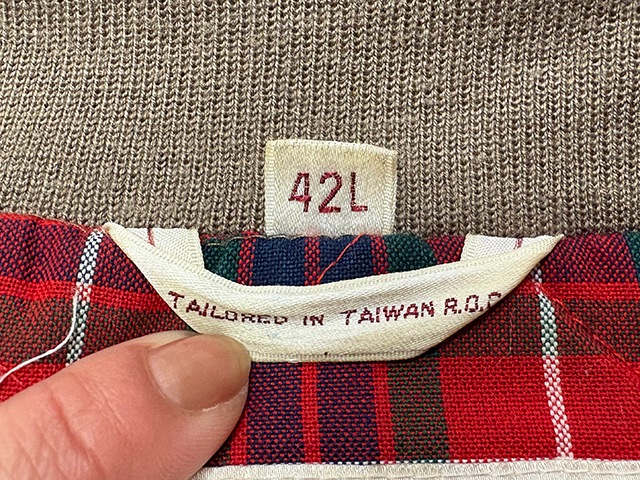 42L
TAILORED IN TAIWAN R.O.C